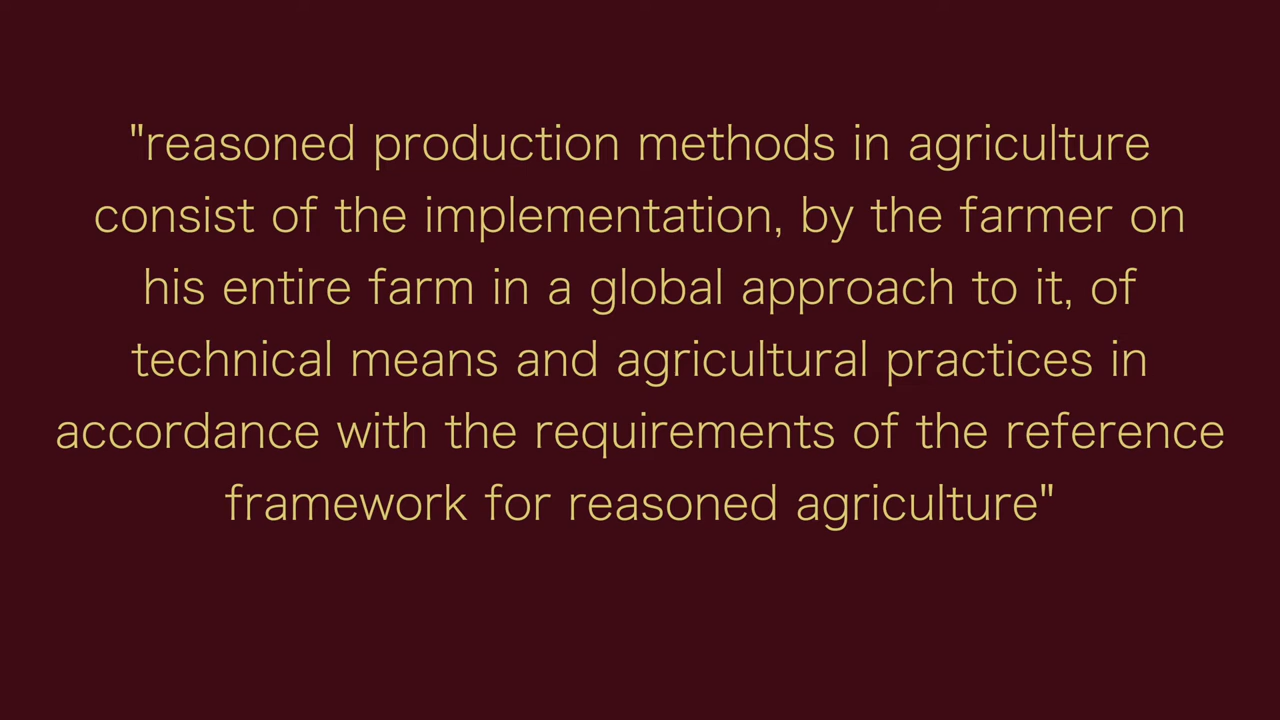 "reasoned production methods in agriculture
consist of the implementation, by the farmer on
his entire farm in a global approach to it, of
technical means and agricultural practices in
accordance with the requirements of the reference
framework for reasoned agriculture"